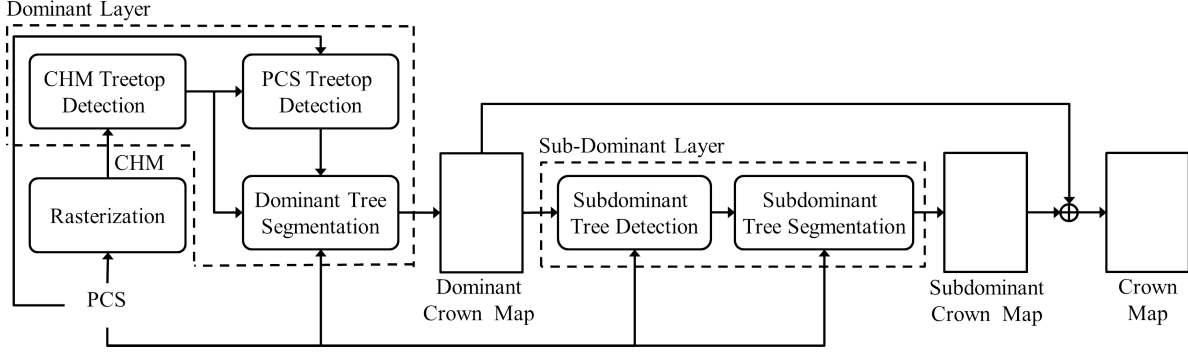 Dominant Layer
CHM Treetop
Detection
PCS Treetop
Detection
CHM
Rasterization
Dominant Tree
Segmentation
PCS
Dominant
Crown Map
Sub-Dominant Layer
Subdominant
Tree Detection
Subdominant
Tree Segmentation
Subdominant
Crown Map
Crown
Map